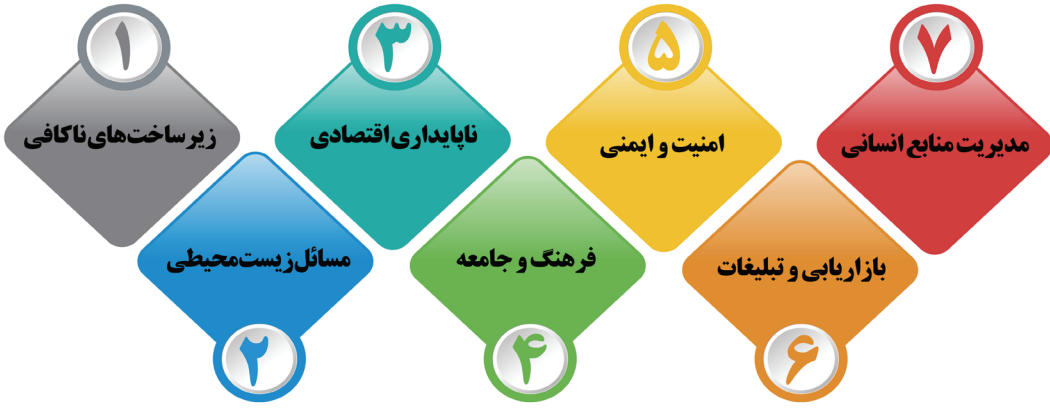 ۱
زیرساخت‌های ناکافی
۲
مسائل زیست‌محیطی
۳
ناپایداری اقتصادی
۴
فرهنگ و جامعه
۵
امنیت و ایمنی
۶
بازاریابی و تبلیغات
۷
مدیریت منابع انسانی